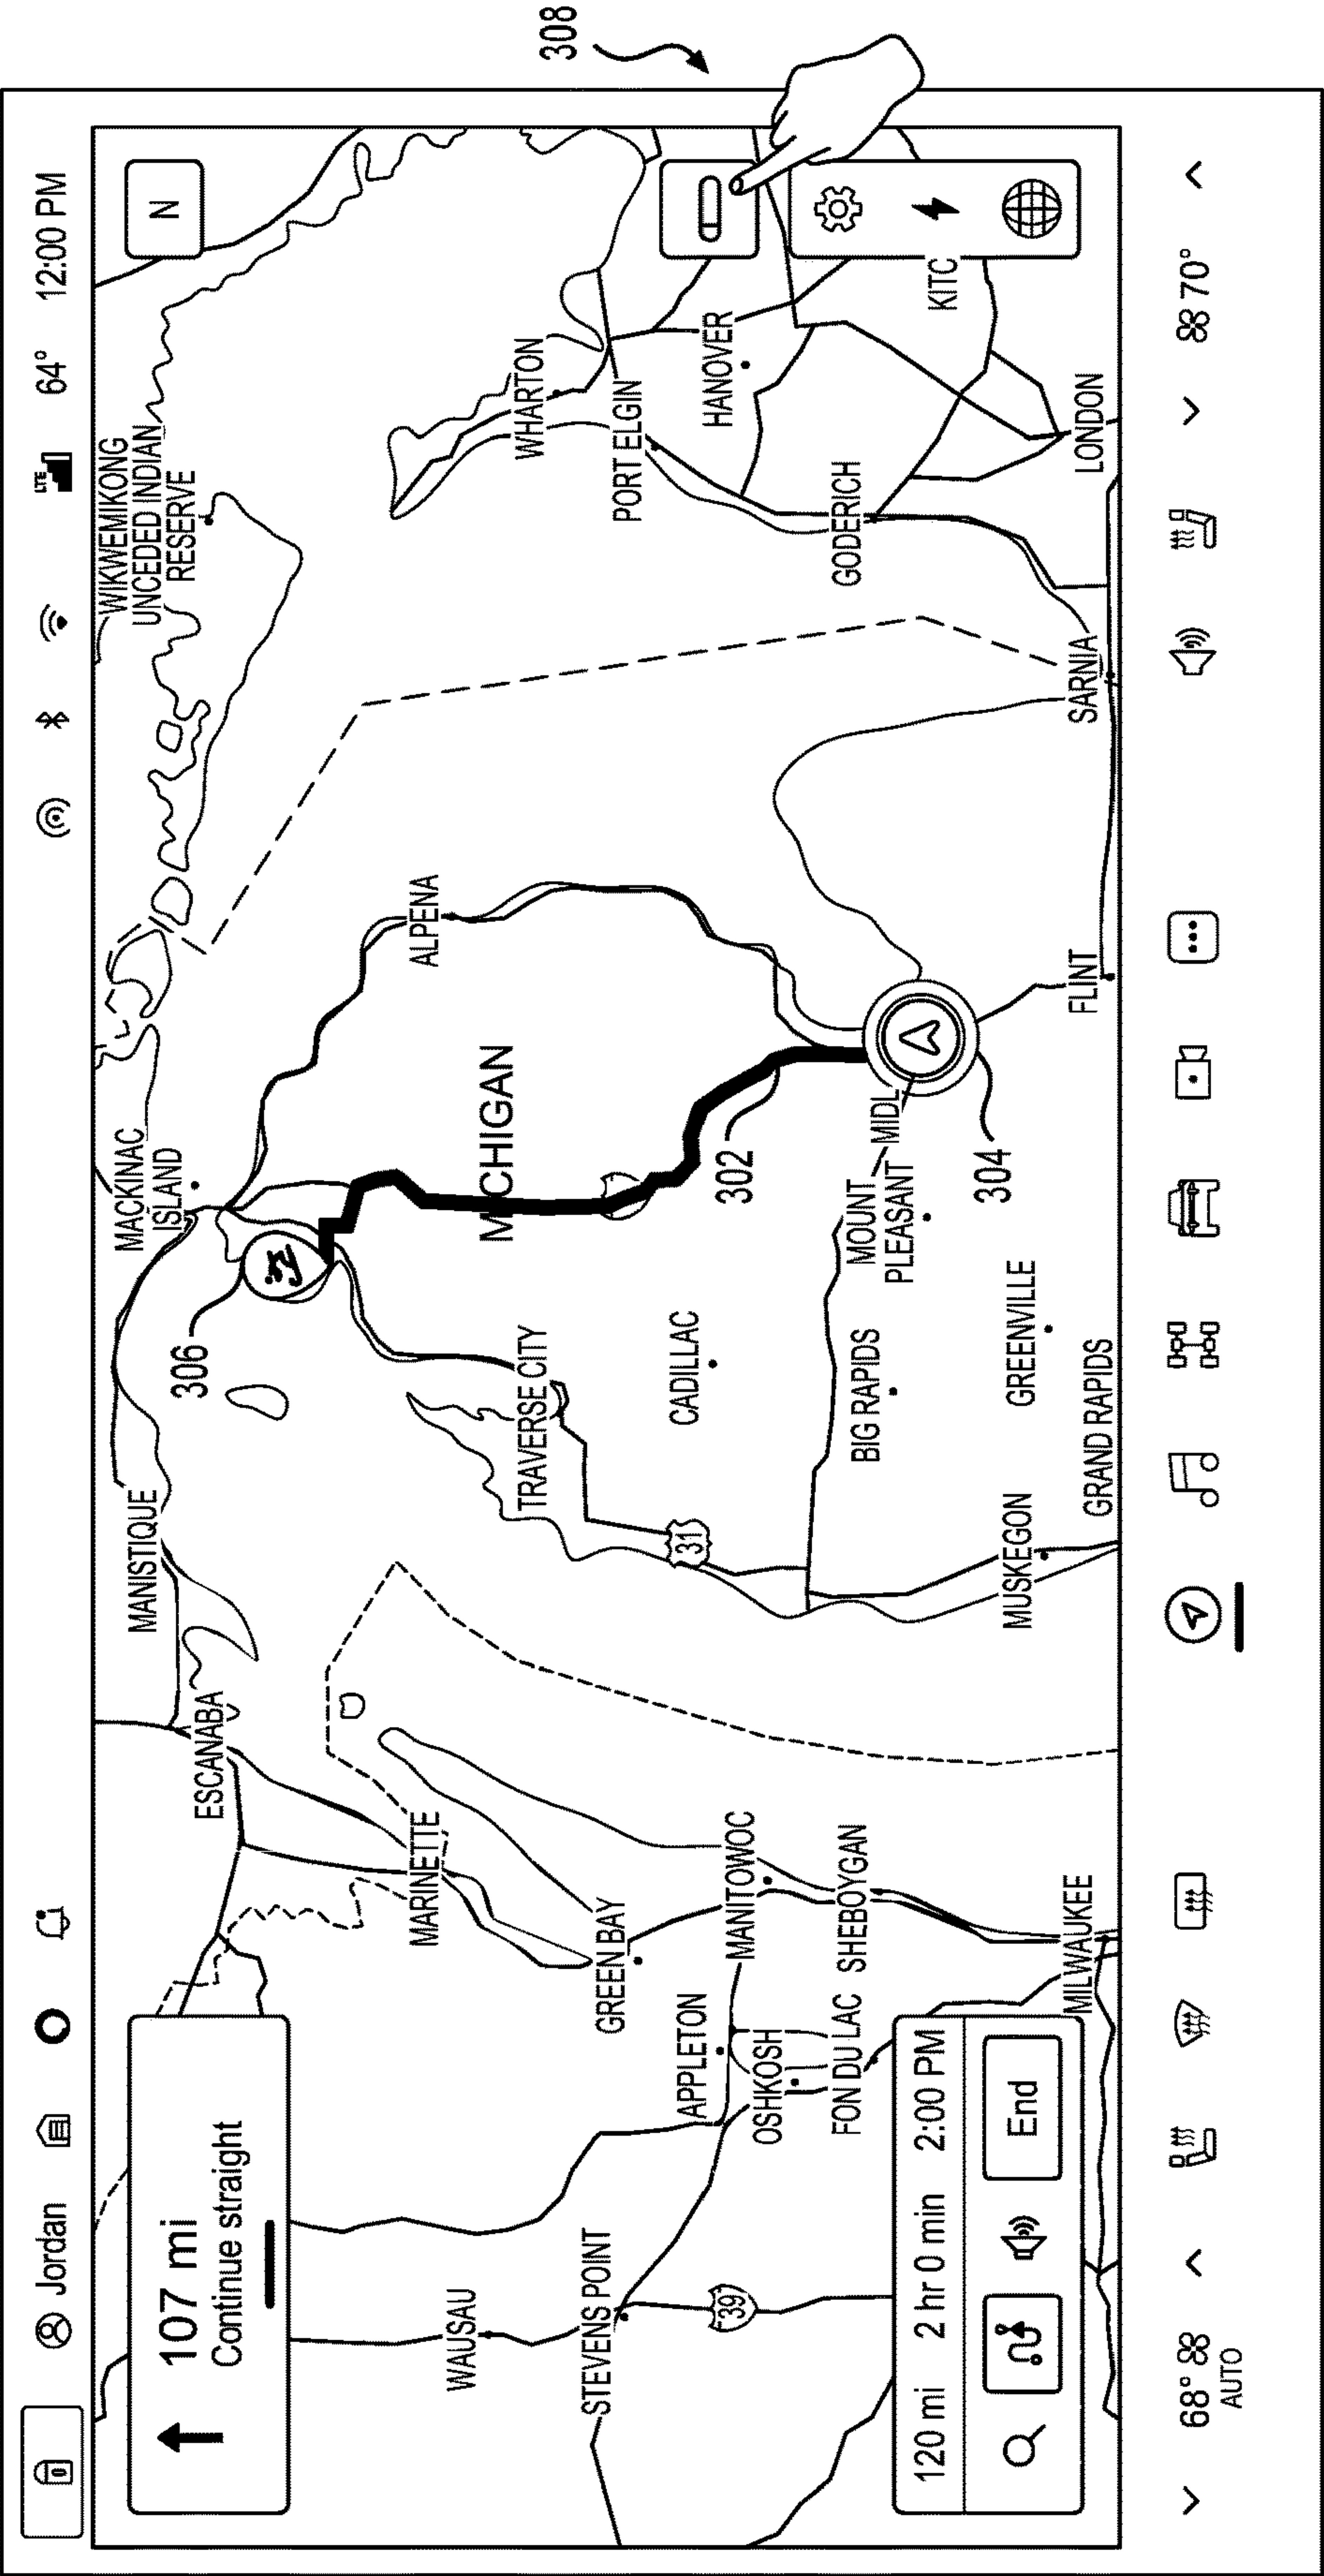 308
Jordan
LTE
64°
12:00 PM
107 mi
Continue straight
N
WIKWEMIKONG
UNCEDED INDIAN
RESERVE
MACKINAC
ISLAND
306
MANISTIQUE
ESCANABA
MARINETTE
ALPENA
MICHIGAN
WAUSAU
TRAVERSE CITY
WHARTON
STEVENS POINT
GREEN BAY
PORT ELGIN
APPLETON
31
CADILLAC
HANOVER
39
MANITOWOC
302
OSHKOSH
FON DU LAC
SHEBOYGAN
BIG RAPIDS
MOUNT
PLEASANT
MIDL
GODERICH
KITC
304
GREENVILLE
MUSKEGON
MILWAUKEE
GRAND RAPIDS
FLINT
SARNIA
LONDON
120 mi 2 hr 0 min 2:00 PM
End
68°
AUTO
70°